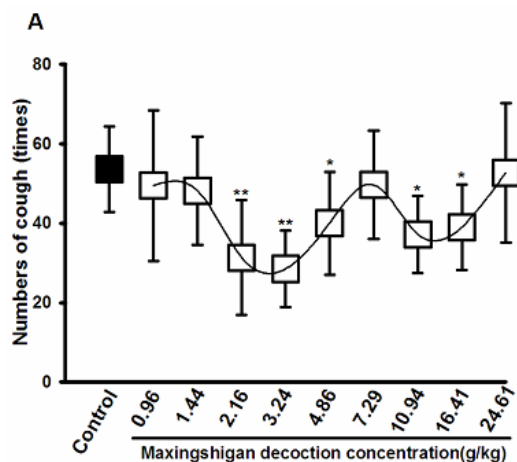 A
80
60
40
20
0
Numbers of cough (times)
** ** * * *
Control 0.96 1.44 2.16 3.24 4.86 7.29 10.94 16.41 24.61
Maxingshigan decoction concentration(g/kg)